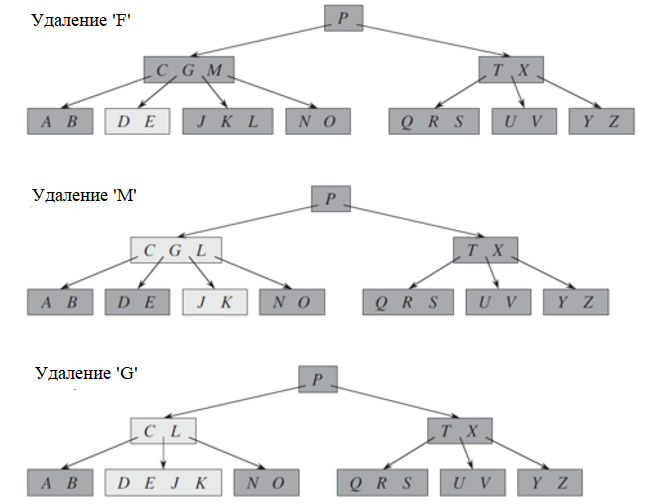 Удаление 'F'
P
C G M
T X
A B
D E
J K L
N O
Q R S
U V
Y Z
Удаление 'M'
P
C G L
T X
A B
D E
J K
N O
Q R S
U V
Y Z
Удаление 'G'
P
C L
T X
A B
D E J K
N O
Q R S
U V
Y Z